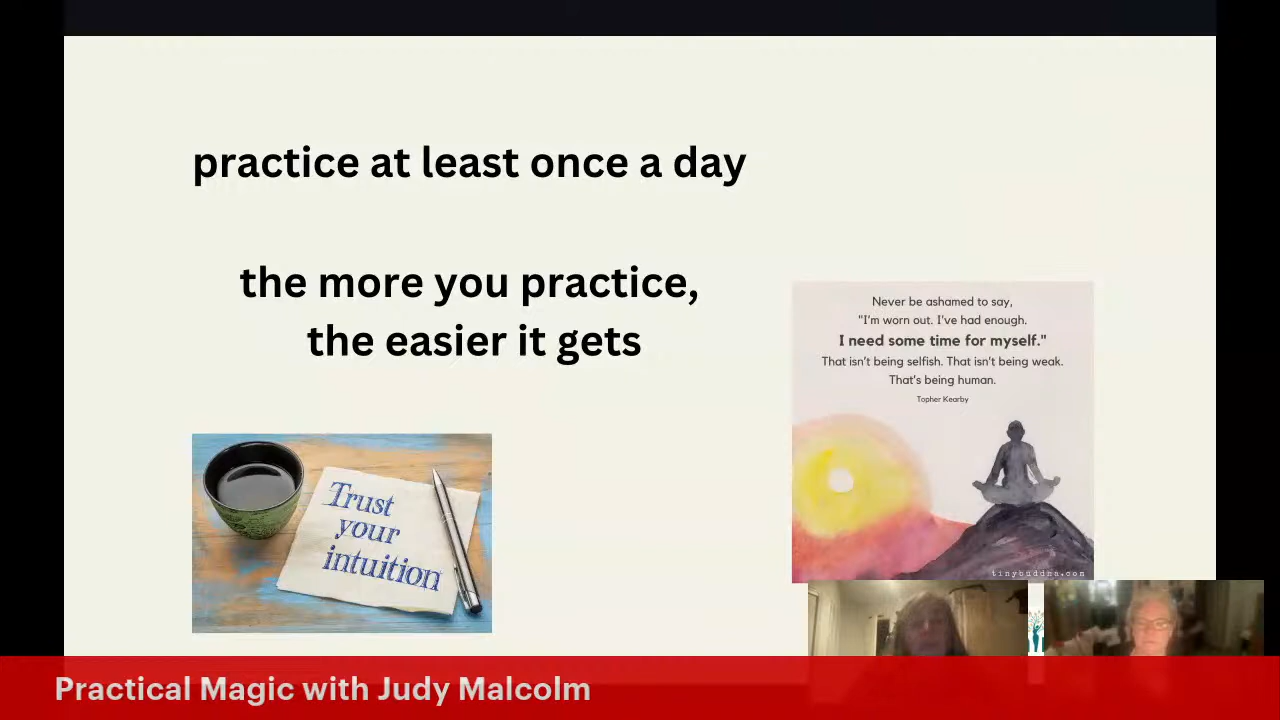 practice at least once a day
the more you practice,
the easier it gets
Never be ashamed to say,
"I'm worn out. I've had enough.
I need some time for myself."
That isn't being selfish. That isn't being weak.
That's being human.
Topher Kearby
tinybuddha.com
Trust
your
intuition
Practical Magic with Judy Malcolm